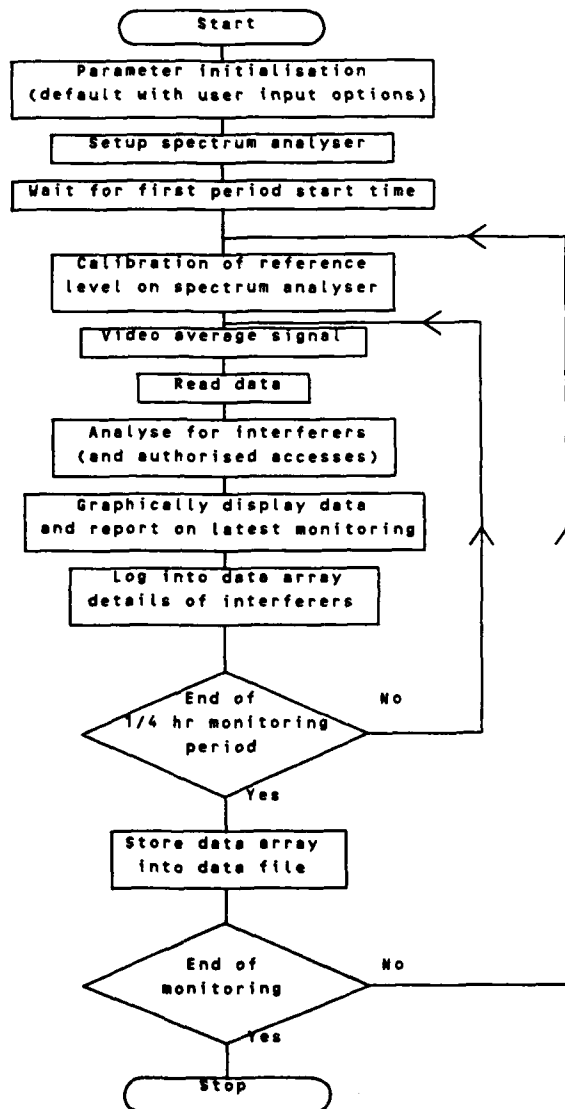 Start
Parameter initialisation
(default with user input options)
Setup spectrum analyser
Wait for first period start time
Calibration of reference
level on spectrum analyser
Video average signal
Read data
Analyse for interferers
(and authorised accesses)
Graphically display data
and report on latest monitoring
Log into data array
details of interferers
End of
1/4 hr monitoring
period
No
Yes
Store data array
into data file
End of
monitoring
No
Yes
Stop